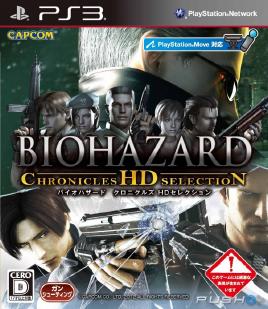 PS3
PlayStation Network
CAPCOM
PlayStation Move 対応
BIOHAZARD
CHRONICLES HD SELECTION
バイオハザード クロニクルズ HDセレクション
CERO
D
ガン
シューティング
PUSH